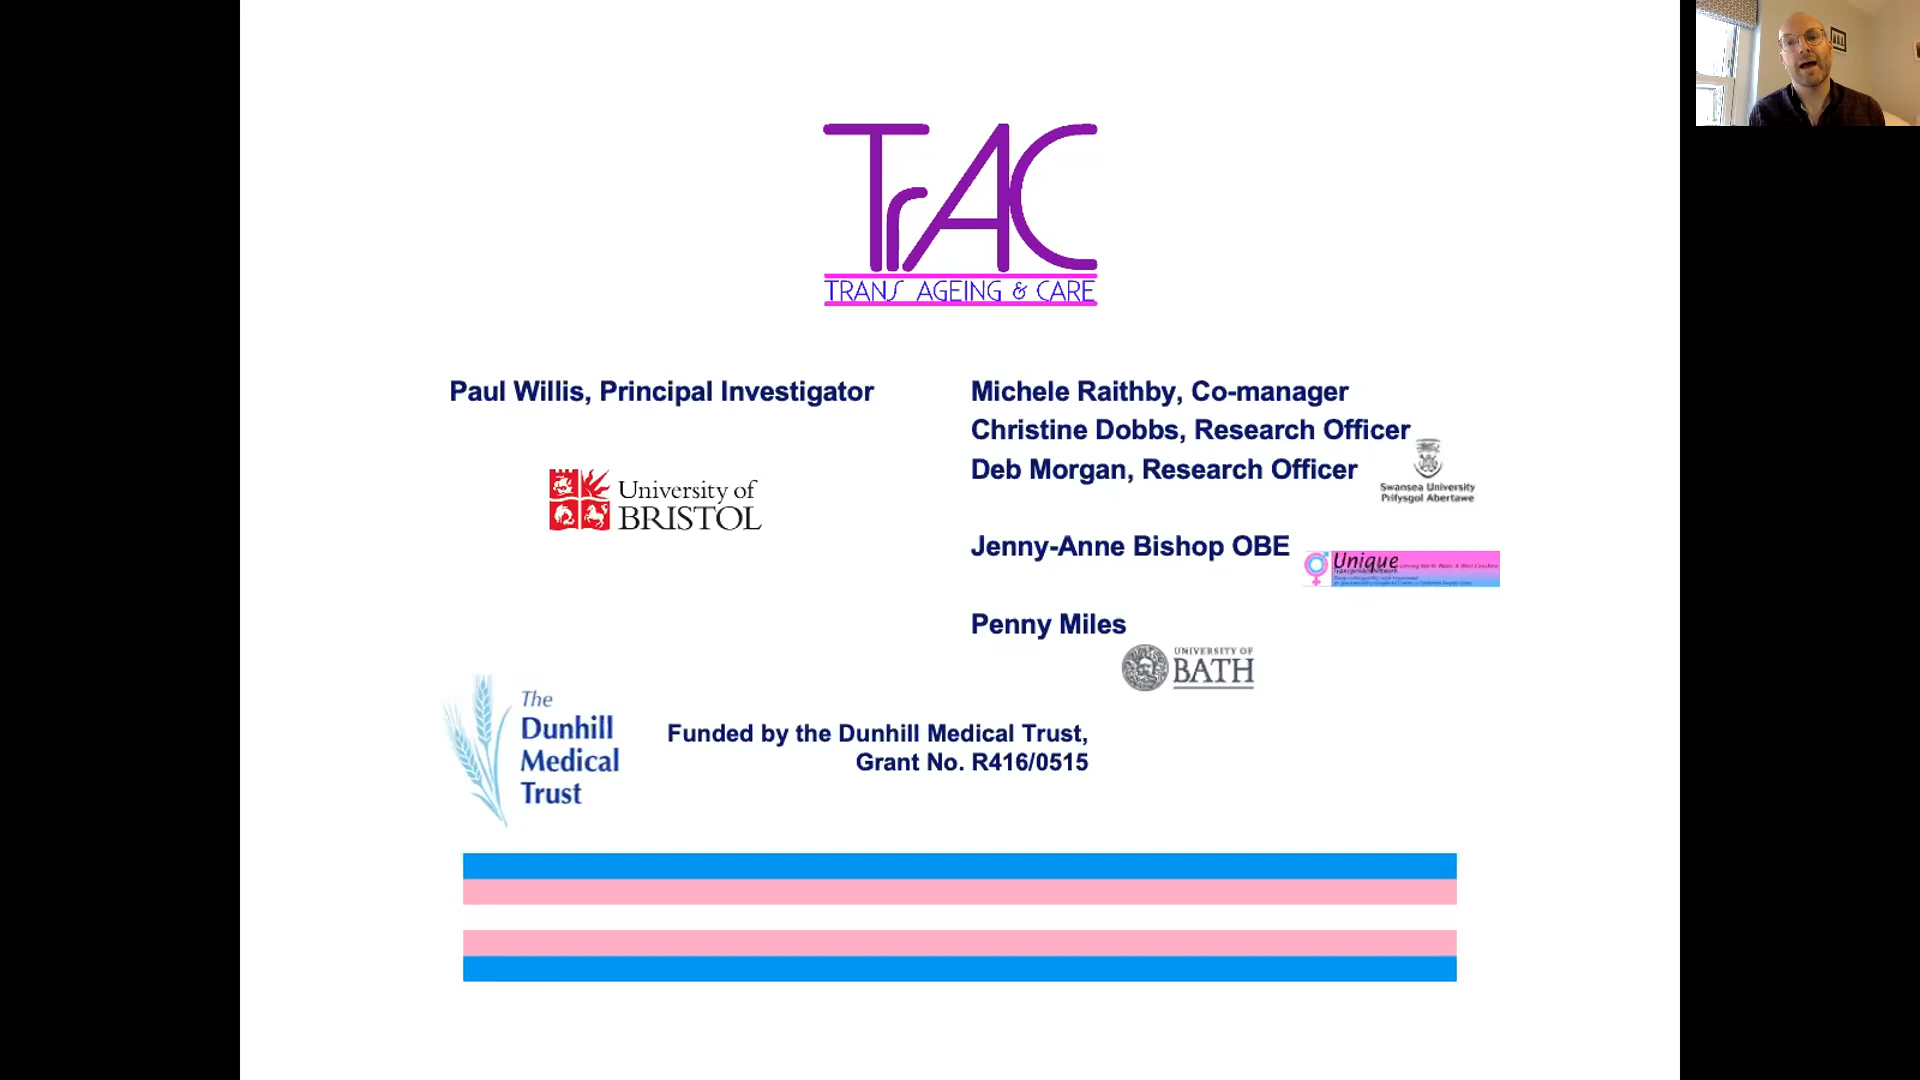 TrAC
TRANS AGEING & CARE
Paul Willis, Principal Investigator
University of
BRISTOL
Michele Raithby, Co-manager
Christine Dobbs, Research Officer
Deb Morgan, Research Officer
Swansea University
Prifysgol Abertawe
Jenny-Anne Bishop OBE
Unique
Penny Miles
UNIVERSITY OF
BATH
The
Dunhill
Medical
Trust
Funded by the Dunhill Medical Trust,
Grant No. R416/0515